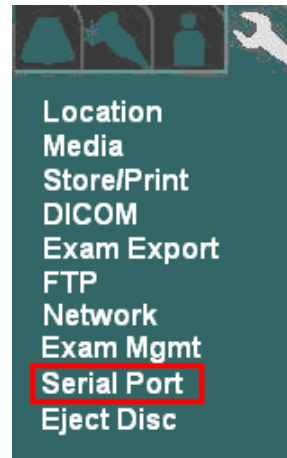 Location
Media
Store/Print
DICOM
Exam Export
FTP
Network
Exam Mgmt
Serial Port
Eject Disc